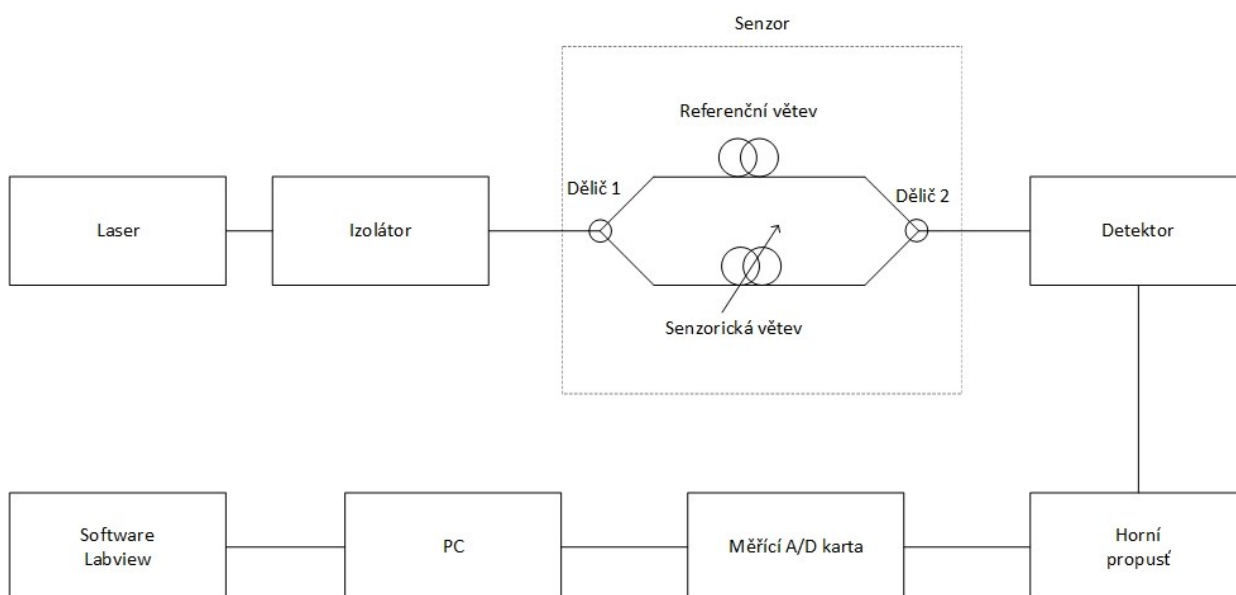 Senzor
Referenční větev
Dělič 1
Dělič 2
Laser
Izolátor
Detektor
Senzorická větev
Software
Labview
PC
Měřící A/D karta
Horní
propusť